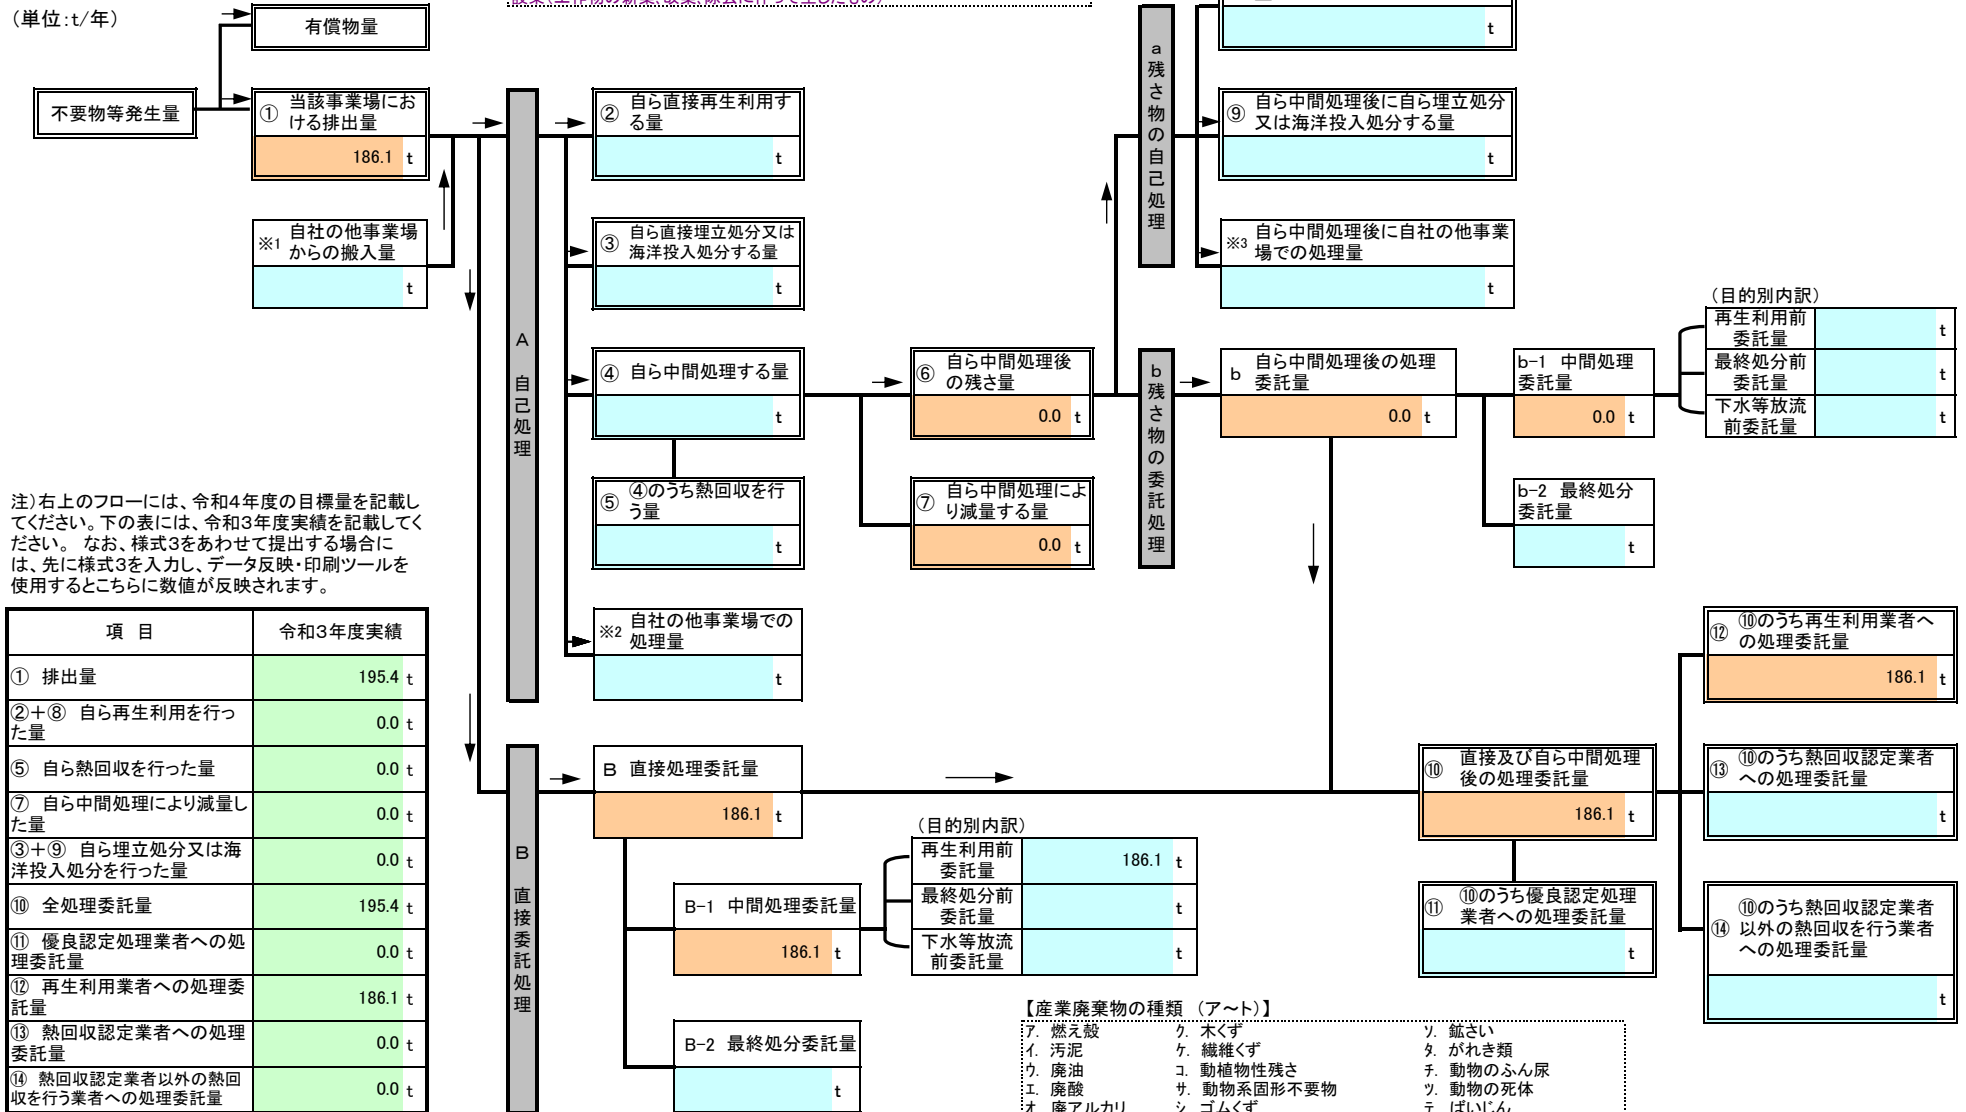 （単位:t/年）
有償物量
t
不要物等発生量
① 当該事業場にお
ける排出量
186.1 t
※1 自社の他事業場
からの搬入量
t
A 自己処理
② 自ら直接再生利用す
る量
t
③ 自ら直接埋立処分又は
海洋投入処分する量
t
④ 自ら中間処理する量
t
⑤ ④のうち熱回収を行
う量
t
※2 自社の他事業場での
処理量
t
⑥ 自ら中間処理後
の残さ量
0.0 t
⑦ 自ら中間処理によ
り減量する量
0.0 t
a 残さ物の自己処理
⑨ 自ら中間処理後に自ら埋立処分
又は海洋投入処分する量
t
※3 自ら中間処理後に自社の他事業
場での処理量
t
b 残さ物の委託処理
b 自ら中間処理後の処理
委託量
0.0 t
b-1 中間処理
委託量
0.0 t
b-2 最終処分
委託量
t
（目的別内訳）
再生利用前
委託量
t
最終処分前
委託量
t
下水等放流
前委託量
t
注）右上のフローには、令和４年度の目標量を記載し
てください。下の表には、令和３年度実績を記載してく
ださい。 なお、様式３をあわせて提出する場合に
は、先に様式３を入力し、データ反映・印刷ツールを
使用するとこちらに数値が反映されます。
項 目 令和３年度実績
① 排出量 195.4 t
②＋⑧ 自ら再生利用を行っ
た量 0.0 t
⑤ 自ら熱回収を行った量 0.0 t
⑦ 自ら中間処理により減量し
た量 0.0 t
③＋⑨ 自ら埋立処分又は海
洋投入処分を行った量 0.0 t
⑩ 全処理委託量 195.4 t
⑪ 優良認定処理業者への処
理委託量 0.0 t
⑫ 再生利用業者への処理委
託量 186.1 t
⑬ 熱回収認定業者への処理
委託量 0.0 t
⑭ 熱回収認定業者以外の熱回
収を行う業者への処理委託量 0.0 t
B 直接委託処理
B 直接処理委託量
186.1 t
B-1 中間処理委託量
186.1 t
B-2 最終処分委託量
t
（目的別内訳）
再生利用前
委託量
186.1 t
最終処分前
委託量
t
下水等放流
前委託量
t
⑩ 直接及び自ら中間処理
後の処理委託量
186.1 t
⑪ ⑩のうち優良認定処理
業者への処理委託量
t
⑫ ⑩のうち再生利用業者へ
の処理委託量
186.1 t
⑬ ⑩のうち熱回収認定業者
への処理委託量
t
⑭ ⑩のうち熱回収認定業者
以外の熱回収を行う業者
への処理委託量
t
【産業廃棄物の種類 （ア～ト）】
ｱ. 燃え殻 ｸ. 木くず ｿ. 鉱さい
ｲ. 汚泥 ｹ. 繊維くず ﾀ. がれき類
ｳ. 廃油 ｺ. 動植物性残さ ﾁ. 動物のふん尿
ｴ. 廃酸 ｻ. 動物系固形不要物 ﾂ. 動物の死体
ｵ. 廃アルカリ ｼ. ゴムくず ﾃ. ばいじん